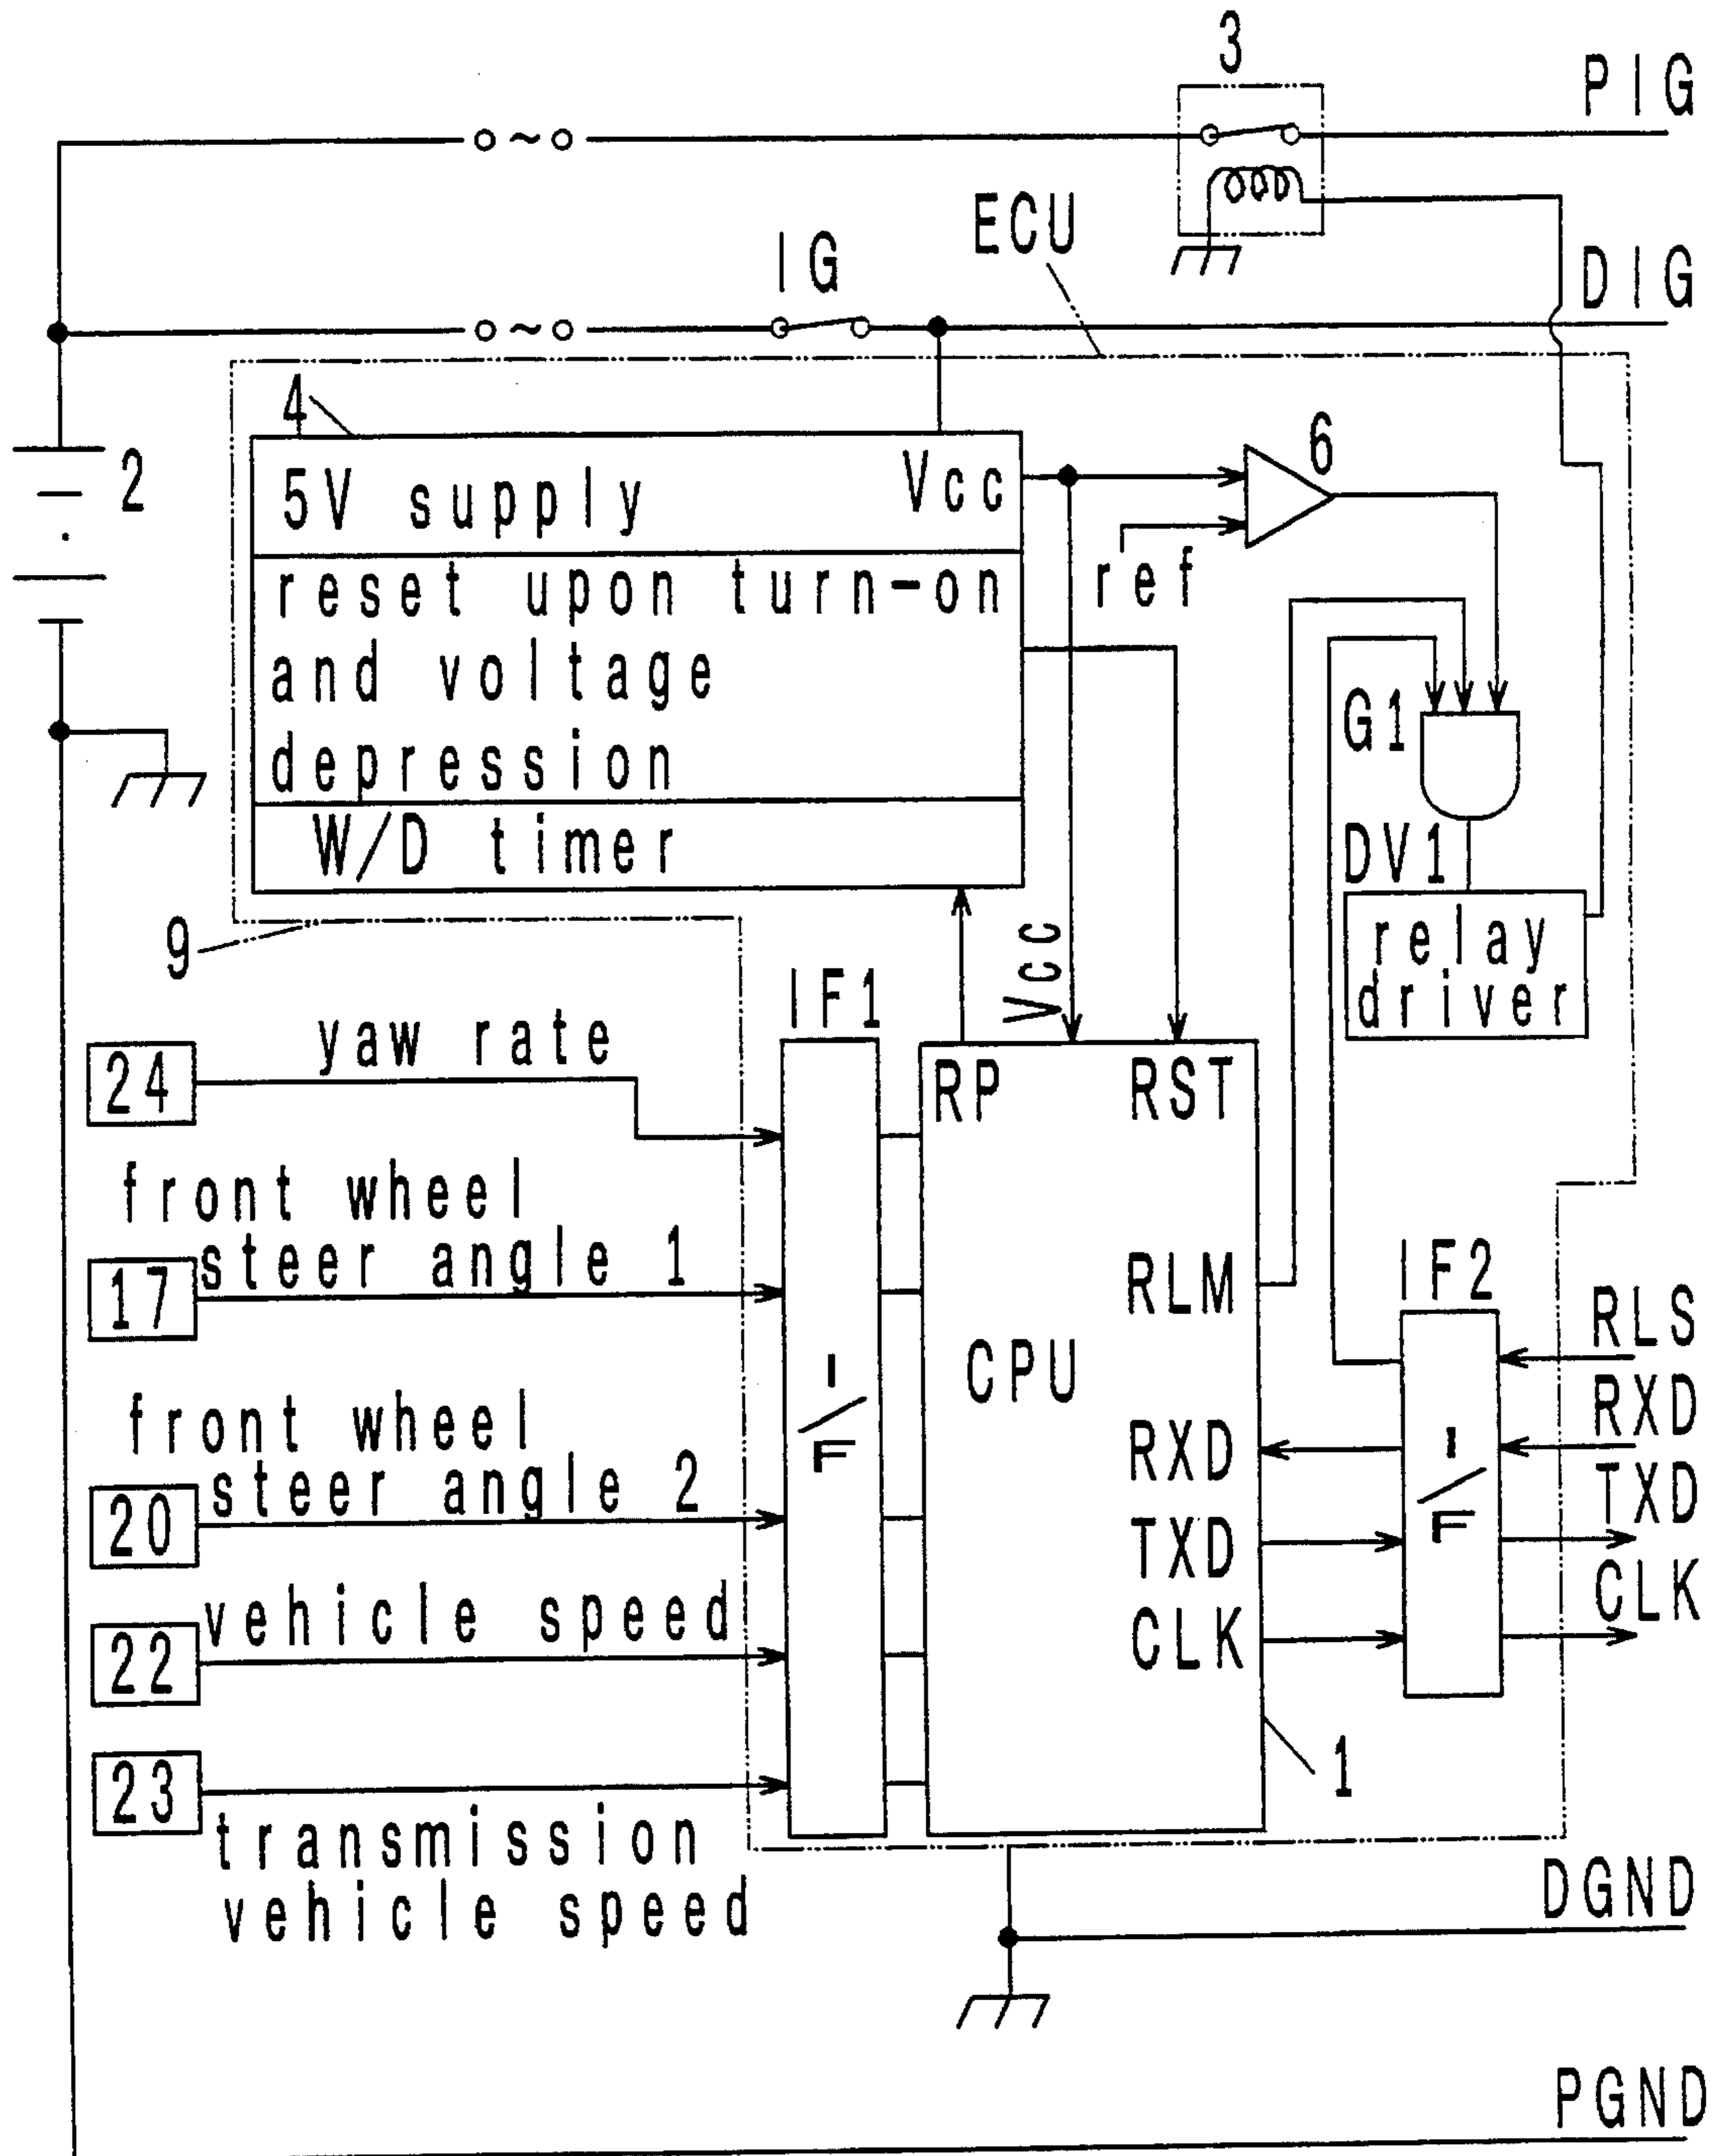 3
PIG
ECU
IG
DIG
4
2
5V supply
Vcc
6
reset upon turn-on
and voltage
depression
ref
W/D timer
G1
DV1
relay
driver
9
Vcc
IF1
yaw rate
24
RP
RST
front wheel
steer angle 1
17
RLM
IF2
RLS
CPU
I/F
RXD
front wheel
steer angle 2
20
RXD
I/F
TXD
TXD
vehicle speed
22
CLK
CLK
23
1
transmission
vehicle speed
DGND
PGND